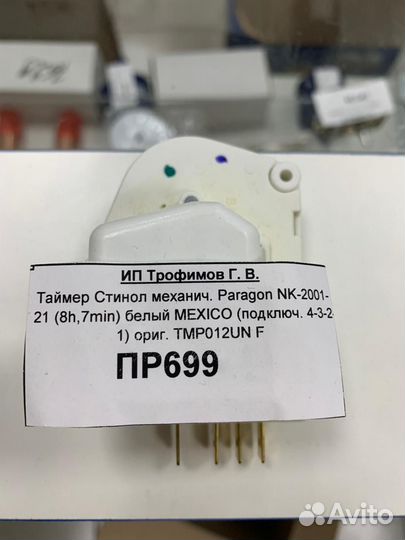 ИП Трофимов Г. В.
Таймер Стинол механич. Paragon NK-2001-
21 (8h,7min) белый MEXICO (подключ. 4-3-2-
1) ориг. TMP012UN F
ПР699
Avito